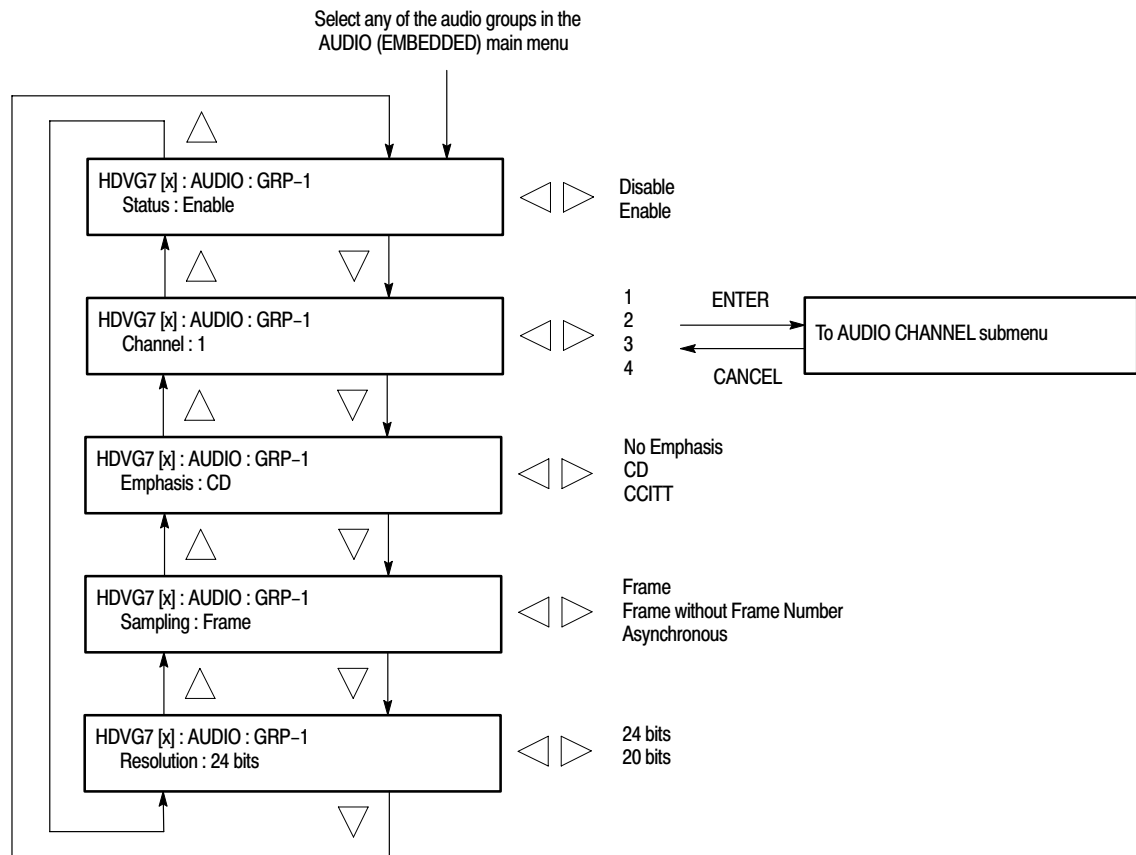 Select any of the audio groups in the
AUDIO (EMBEDDED) main menu
HDVG7 [x] : AUDIO : GRP–1
Status : Enable
Disable
Enable
HDVG7 [x] : AUDIO : GRP–1
Channel : 1
1
2
3
4
ENTER
CANCEL
To AUDIO CHANNEL submenu
HDVG7 [x] : AUDIO : GRP–1
Emphasis : CD
No Emphasis
CD
CCITT
HDVG7 [x] : AUDIO : GRP–1
Sampling : Frame
Frame
Frame without Frame Number
Asynchronous
HDVG7 [x] : AUDIO : GRP–1
Resolution : 24 bits
24 bits
20 bits